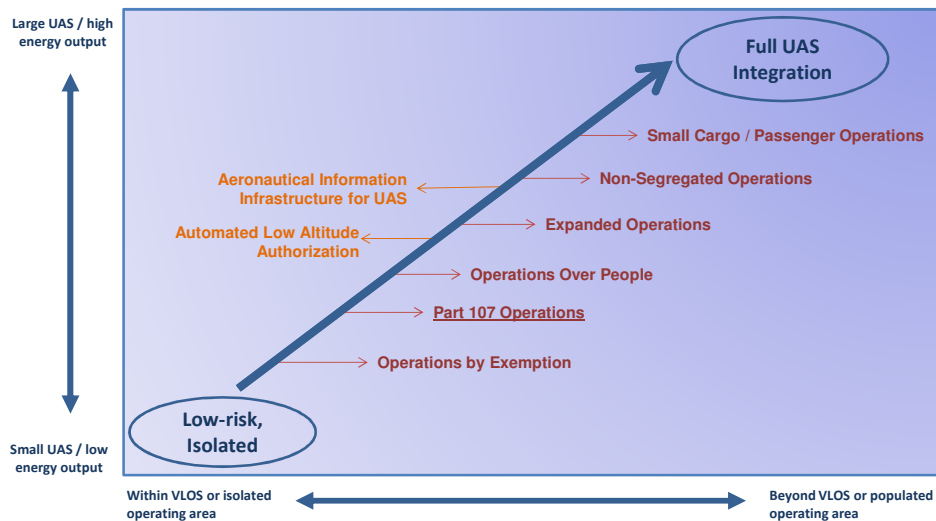 Large UAS / high
energy output
Full UAS
Integration
Small Cargo / Passenger Operations
Aeronautical Information
Infrastructure for UAS
Non-Segregated Operations
Automated Low Altitude
Authorization
Expanded Operations
Operations Over People
Part 107 Operations
Operations by Exemption
Low-risk,
Isolated
Small UAS / low
energy output
Within VLOS or isolated
operating area
Beyond VLOS or populated
operating area